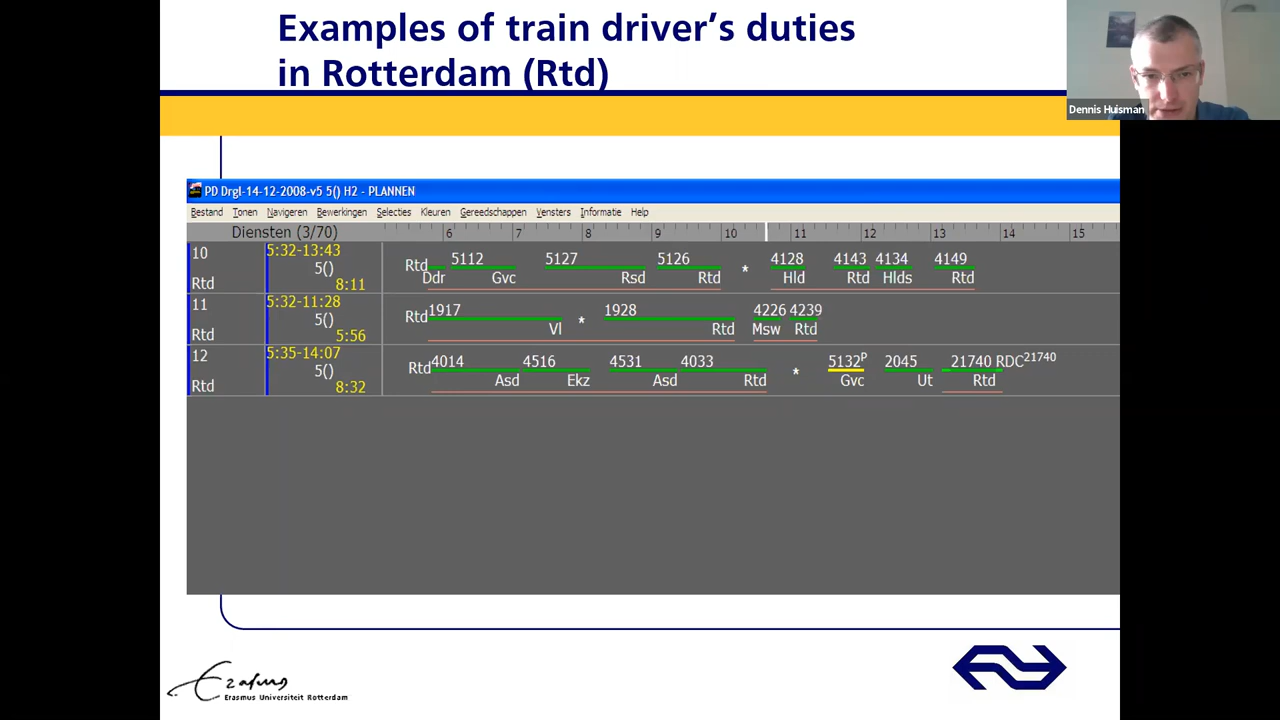 Examples of train driver's duties
in Rotterdam (Rtd)
Dennis Huisman
PD Drgl-14-12-2008-v5 5() H2 - PLANNEN
Bestand Tonen Navigeren Bewerkingen Selecties Kleuren Gereedschappen Vensters Informatie Help
Diensten (3/70) 6 7 8 9 10 11 12 13 14 15
10 5:32-13:43 5112 5127 5126 4128 4143 4134 4149
5() Rtd *
Rtd 8:11 Ddr Gvc Rsd Rtd Hld Rtd Hlds Rtd
11 5:32-11:28 1917 1928 4226 4239
5() Rtd *
Rtd 5:56 Vl Rtd Msw Rtd
12 5:35-14:07 4014 4516 4531 4033 5132P 2045 21740 RDC21740
5() Rtd *
Rtd 8:32 Asd Ekz Asd Rtd Gvc Ut Rtd
Erasmus
Erasmus Universiteit Rotterdam